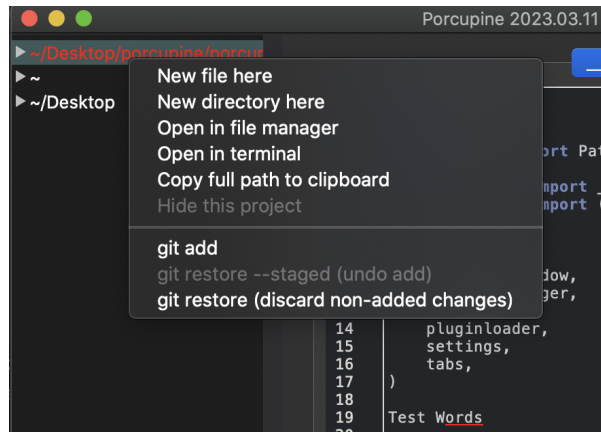 Porcupine 2023.03.11
~/Desktop/porcupine/porcur
~
~/Desktop
New file here
New directory here
Open in file manager
Open in terminal
Copy full path to clipboard
Hide this project
git add
git restore --staged (undo add)
git restore (discard non-added changes)
ort Pat
mport _
mport (
dow,
ger,
14 pluginloader,
15 settings,
16 tabs,
17 )
18
19 Test Words